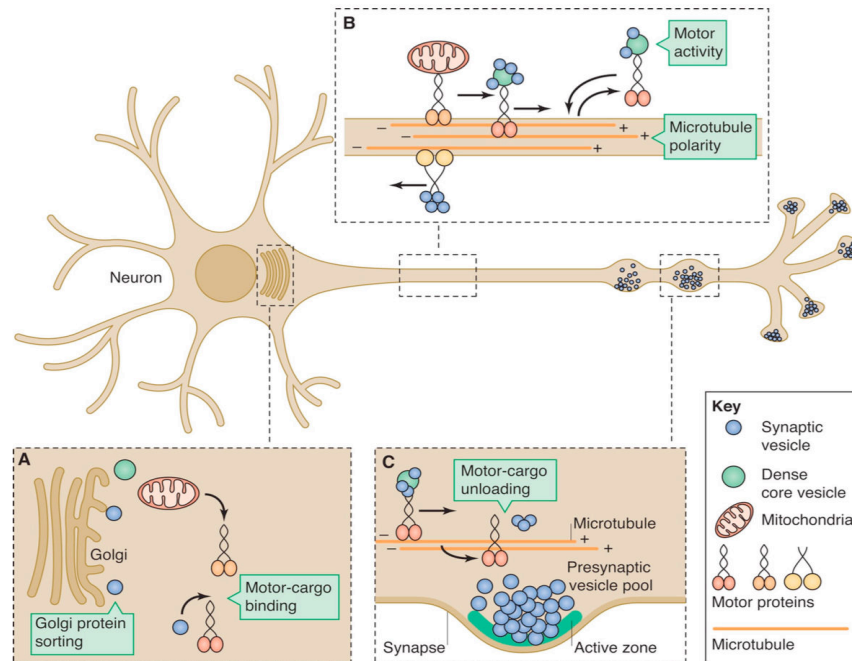 B
Motor
activity
Microtubule
polarity
− +
− +
− +
Neuron
A
Golgi
Golgi protein
sorting
Motor-cargo
binding
C
Motor-cargo
unloading
Microtubule
− +
− +
Presynaptic
vesicle pool
Synapse
Active zone
Key
Synaptic
vesicle
Dense
core vesicle
Mitochondria
Motor proteins
Microtubule